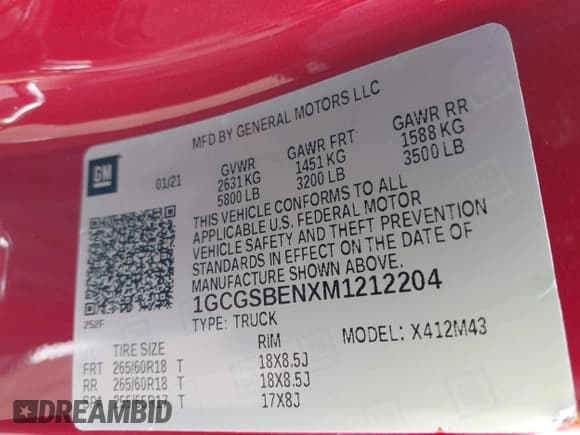 MFD BY GENERAL MOTORS LLC
GM
01/21
GVWR
2631 KG
5800 LB
GAWR FRT
1451 KG
3200 LB
GAWR RR
1588 KG
3500 LB
THIS VEHICLE CONFORMS TO ALL
APPLICABLE U.S. FEDERAL MOTOR
VEHICLE SAFETY AND THEFT PREVENTION
STANDARDS IN EFFECT ON THE DATE OF
MANUFACTURE SHOWN ABOVE.
252F
1GCGSBENXM1212204
TYPE: TRUCK
MODEL: X412M43
TIRE SIZE RIM
FRT 265/60R18 T 18X8.5J
RR 265/60R18 T 18X8.5J
SPA 255/65R17 T 17X8J
DREAMBID